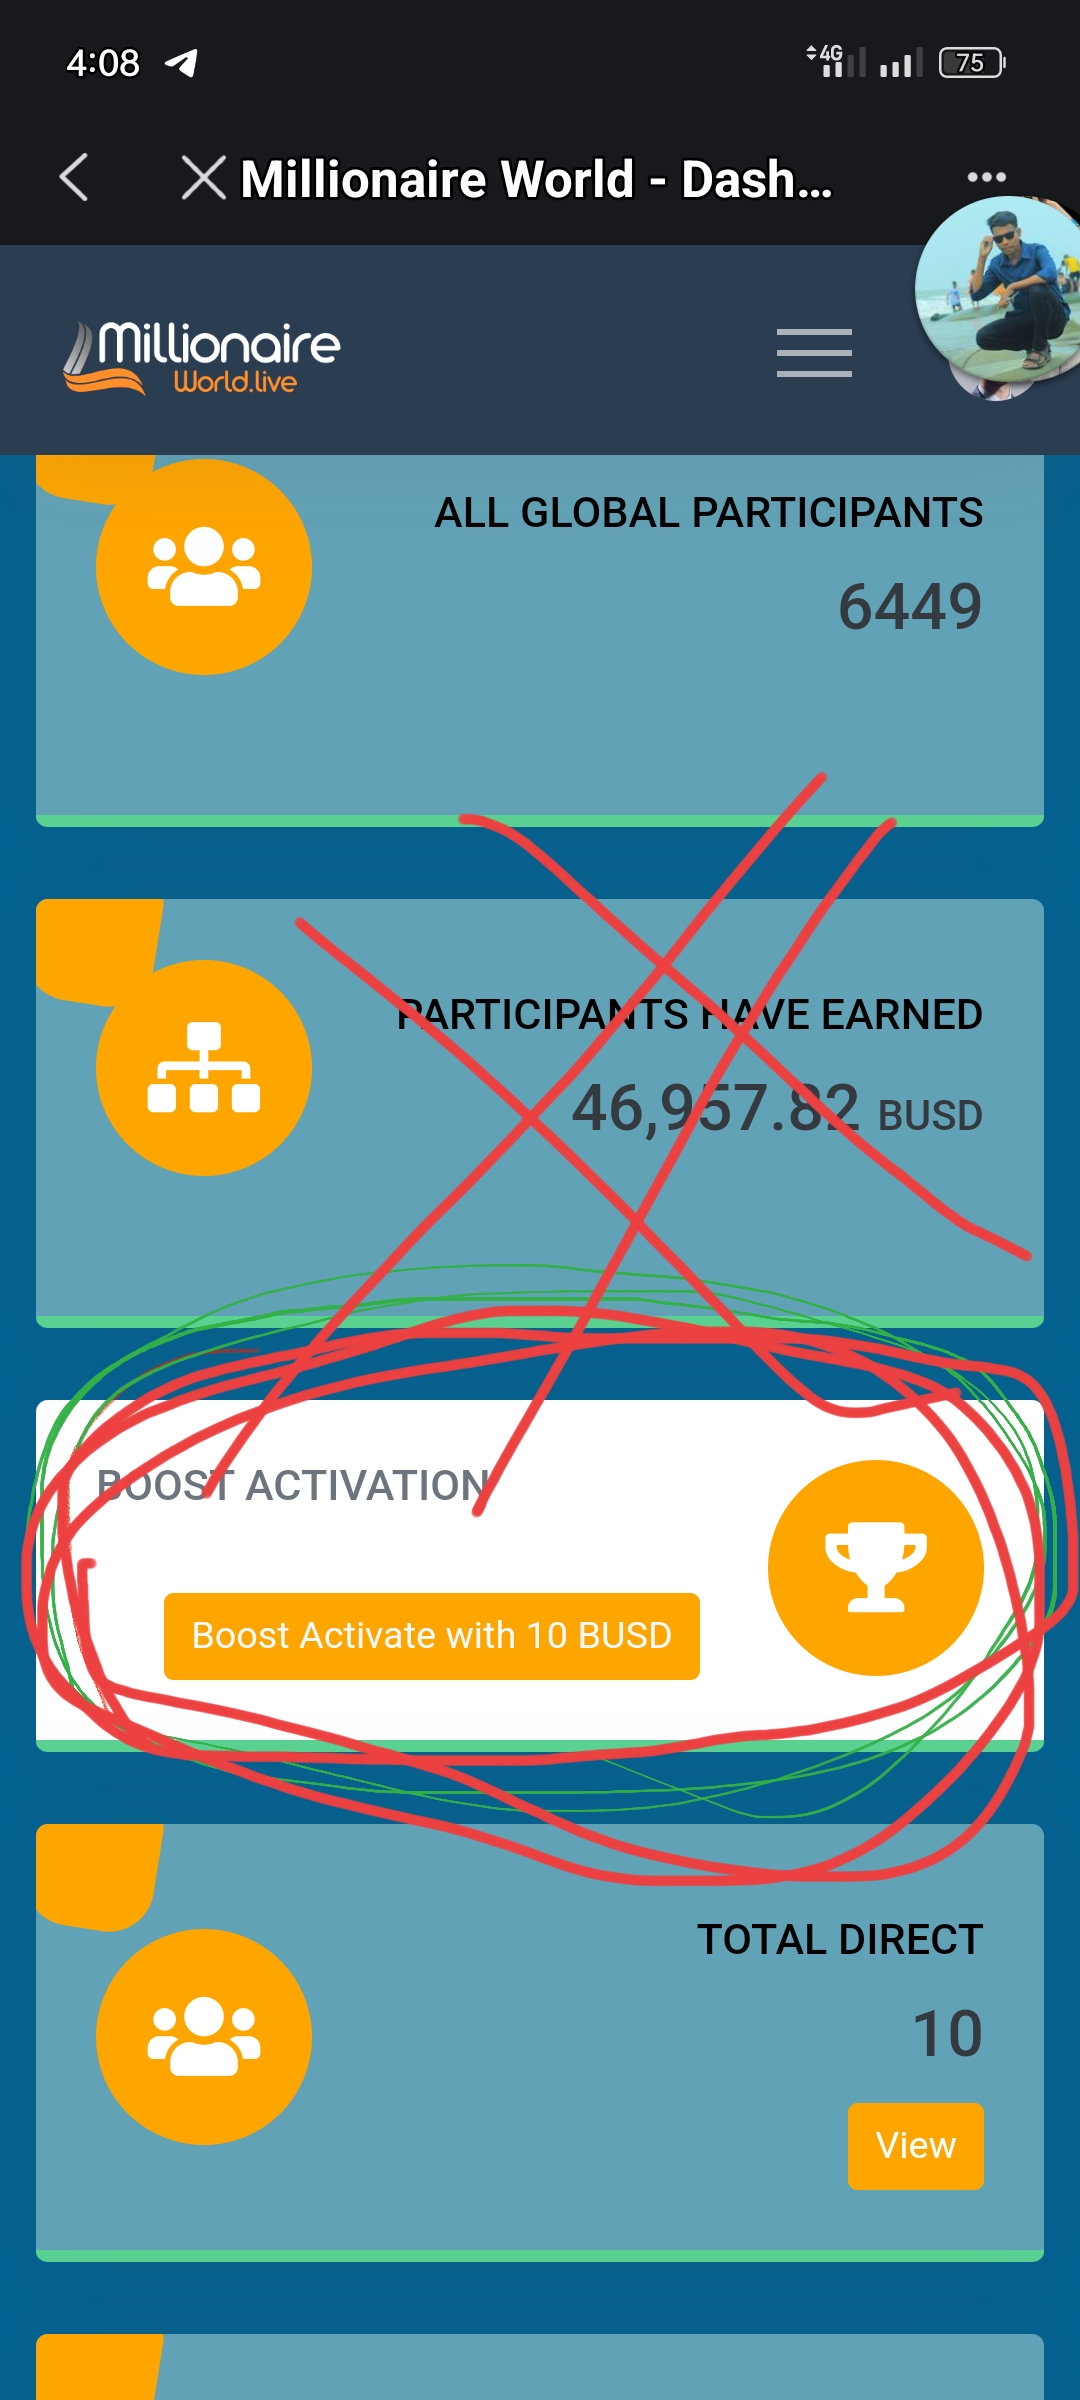 4:08
4G
75
Millionaire World - Dash...
Millionaire
World.live
ALL GLOBAL PARTICIPANTS
6449
PARTICIPANTS HAVE EARNED
46,957.82 BUSD
BOOST ACTIVATION
Boost Activate with 10 BUSD
TOTAL DIRECT
10
View